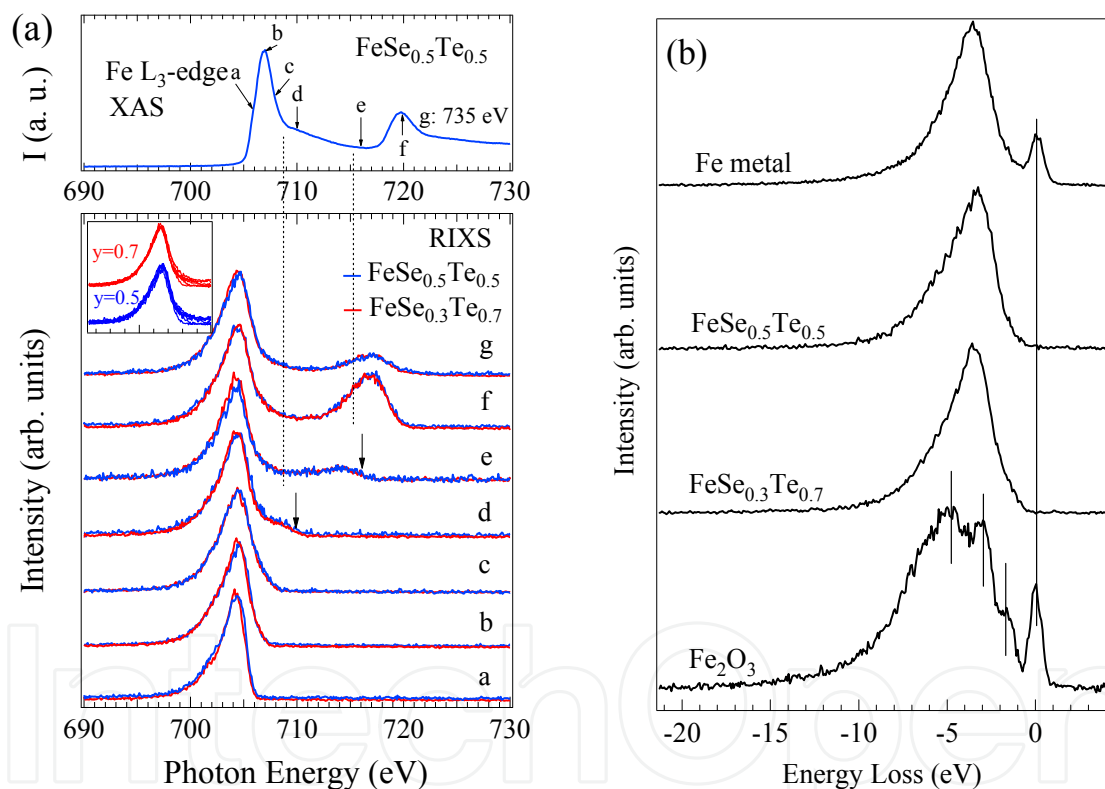 (a)
I (a. u.)
Fe L₃-edge
XAS
a
b
c
d
e
f
FeSe₀.₅Te₀.₅
g: 735 eV
690 700 710 720 730
Intensity (arb. units)
y=0.7
y=0.5
RIXS
FeSe₀.₅Te₀.₅
FeSe₀.₃Te₀.₇
g
f
e
d
c
b
a
690 700 710 720 730
Photon Energy (eV)
(b)
Intensity (arb. units)
Fe metal
FeSe₀.₅Te₀.₅
FeSe₀.₃Te₀.₇
Fe₂O₃
-20 -15 -10 -5 0
Energy Loss (eV)
IntechOpen